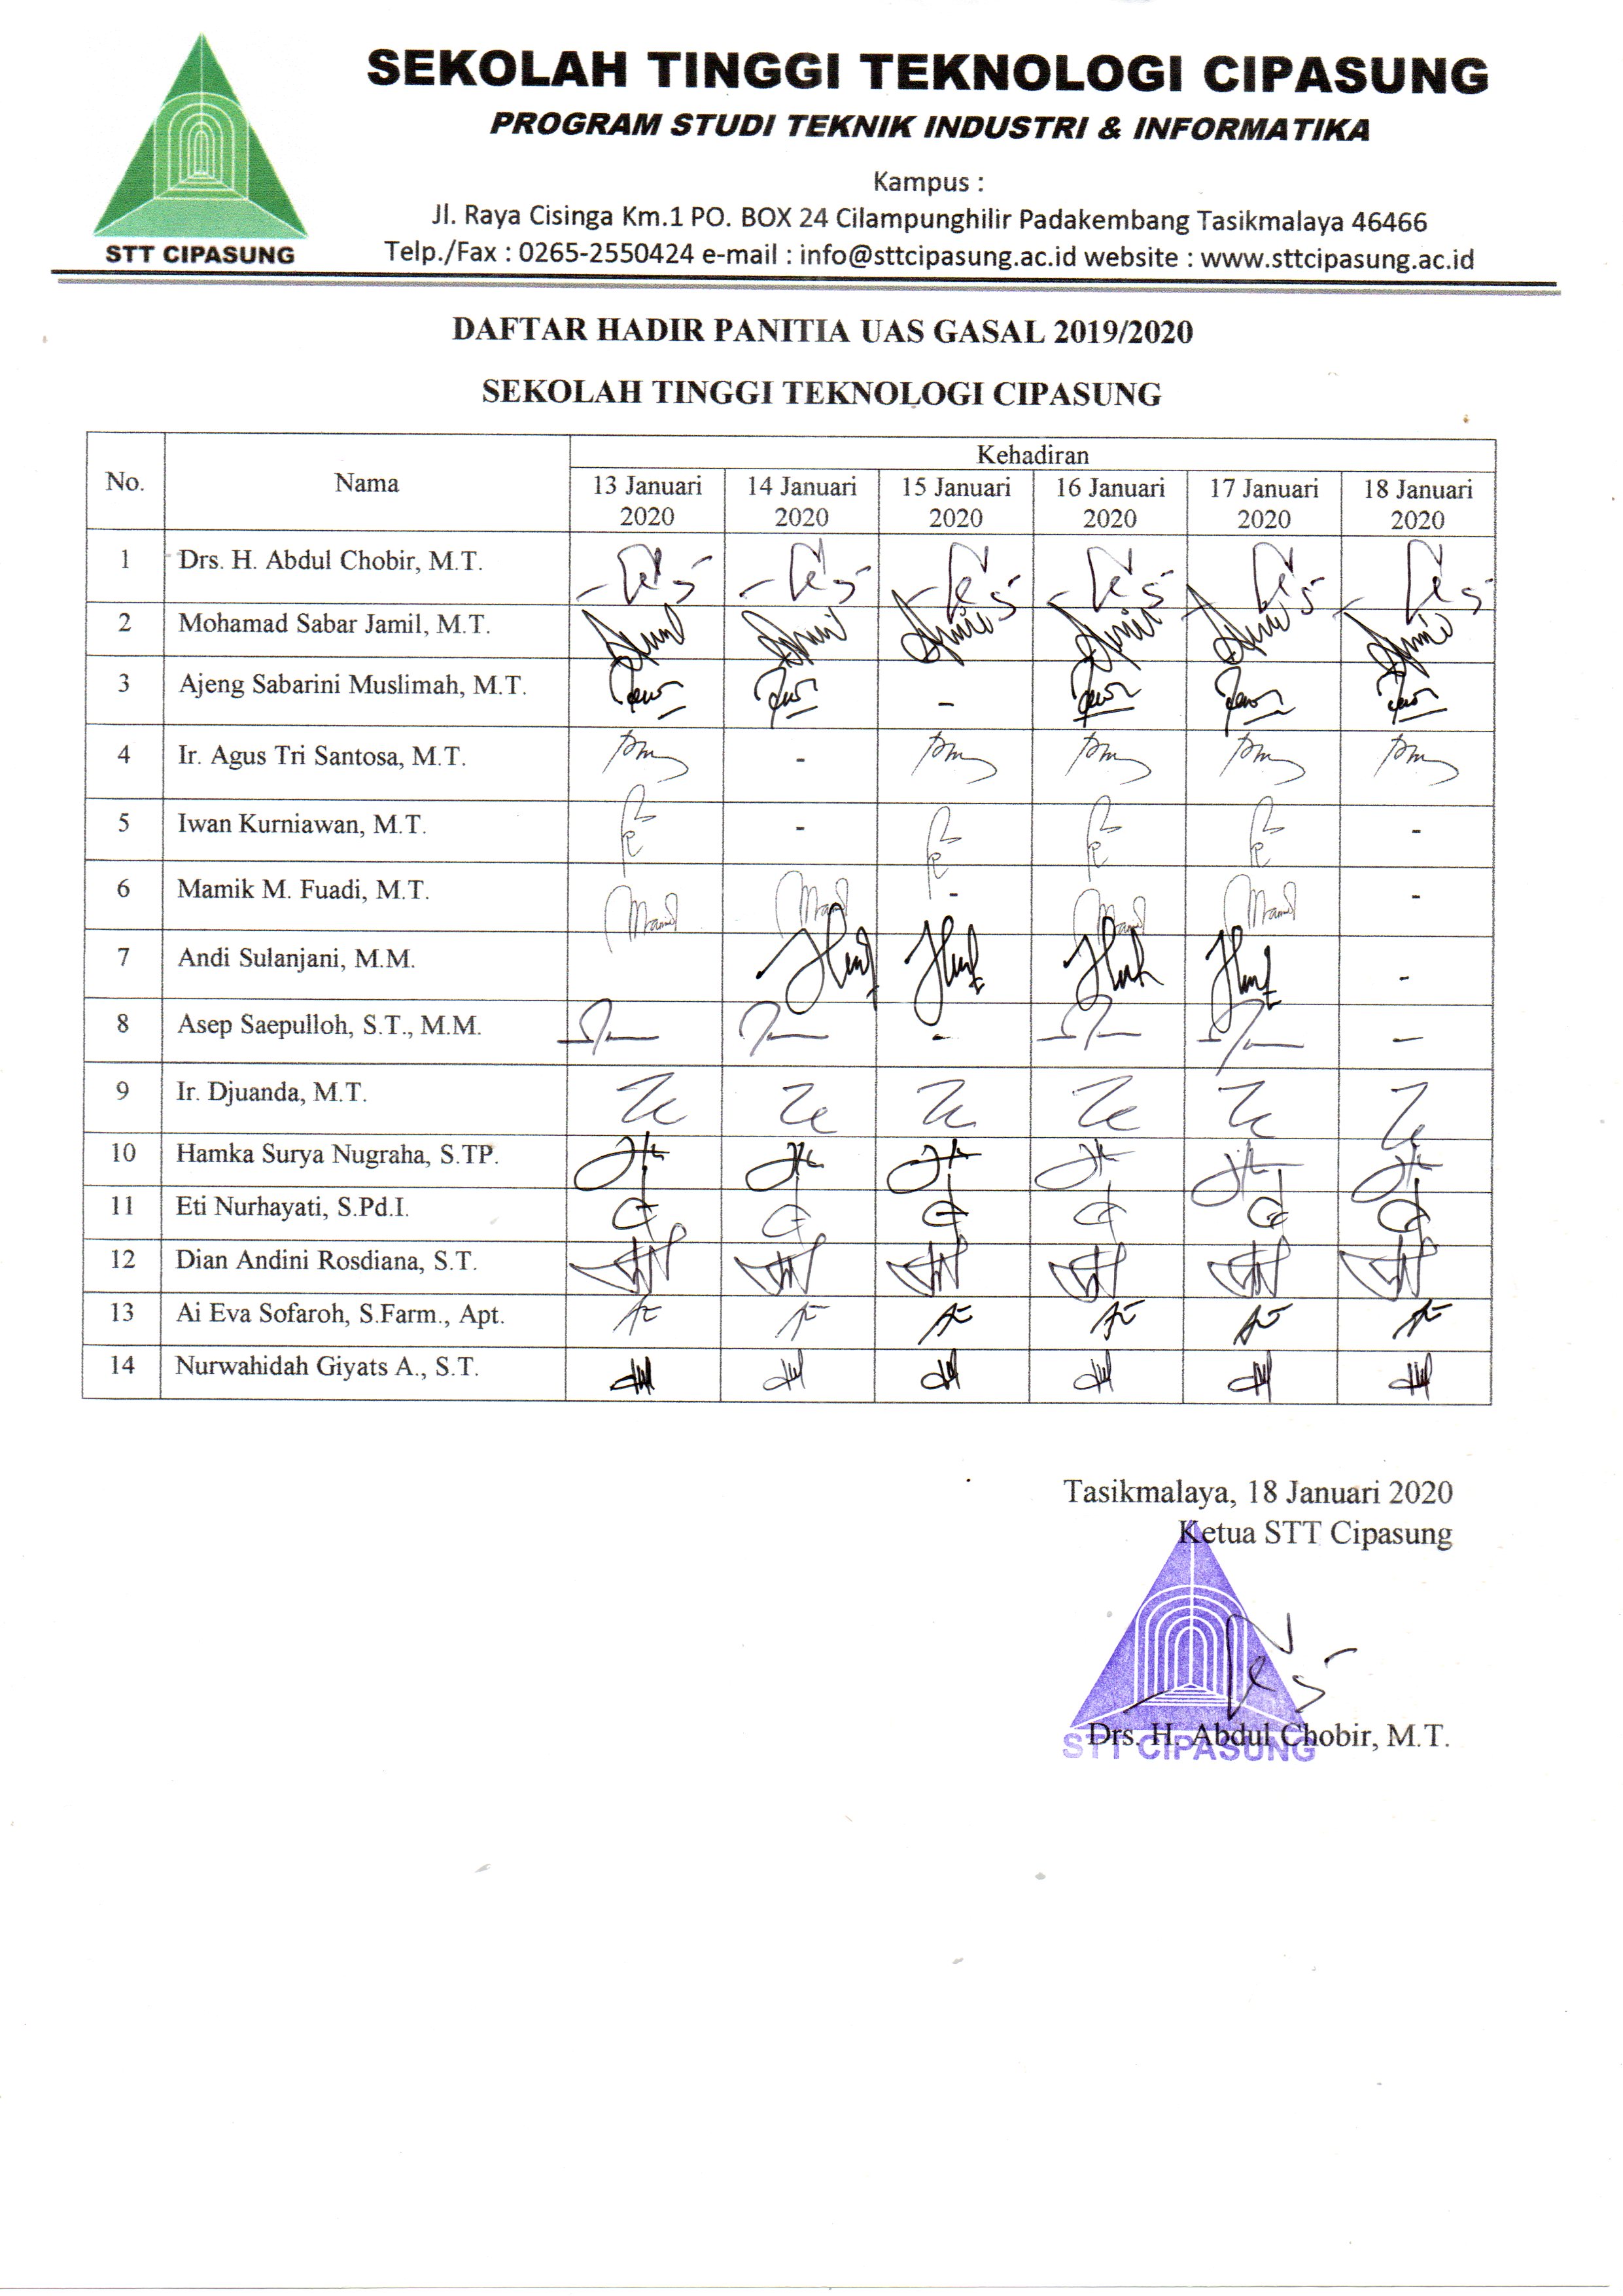 SEKOLAH TINGGI TEKNOLOGI CIPASUNG
PROGRAM STUDI TEKNIK INDUSTRI & INFORMATIKA
Kampus :
Jl. Raya Cisinga Km.1 PO. BOX 24 Cilampunghilir Padakembang Tasikmalaya 46466
Telp./Fax : 0265-2550424 e-mail : info@sttcipasung.ac.id website : www.sttcipasung.ac.id
STT CIPASUNG
DAFTAR HADIR PANITIA UAS GASAL 2019/2020
SEKOLAH TINGGI TEKNOLOGI CIPASUNG
No. Nama Kehadiran
13 Januari 2020 14 Januari 2020 15 Januari 2020 16 Januari 2020 17 Januari 2020 18 Januari 2020
1 Drs. H. Abdul Chobir, M.T.
2 Mohamad Sabar Jamil, M.T.
3 Ajeng Sabarini Muslimah, M.T. -
4 Ir. Agus Tri Santosa, M.T. -
5 Iwan Kurniawan, M.T. - -
6 Mamik M. Fuadi, M.T. - -
7 Andi Sulanjani, M.M. -
8 Asep Saepulloh, S.T., M.M. - -
9 Ir. Djuanda, M.T.
10 Hamka Surya Nugraha, S.TP.
11 Eti Nurhayati, S.Pd.I.
12 Dian Andini Rosdiana, S.T.
13 Ai Eva Sofaroh, S.Farm., Apt.
14 Nurwahidah Giyats A., S.T.
Tasikmalaya, 18 Januari 2020
Ketua STT Cipasung
Drs. H. Abdul Chobir, M.T.
STT CIPASUNG